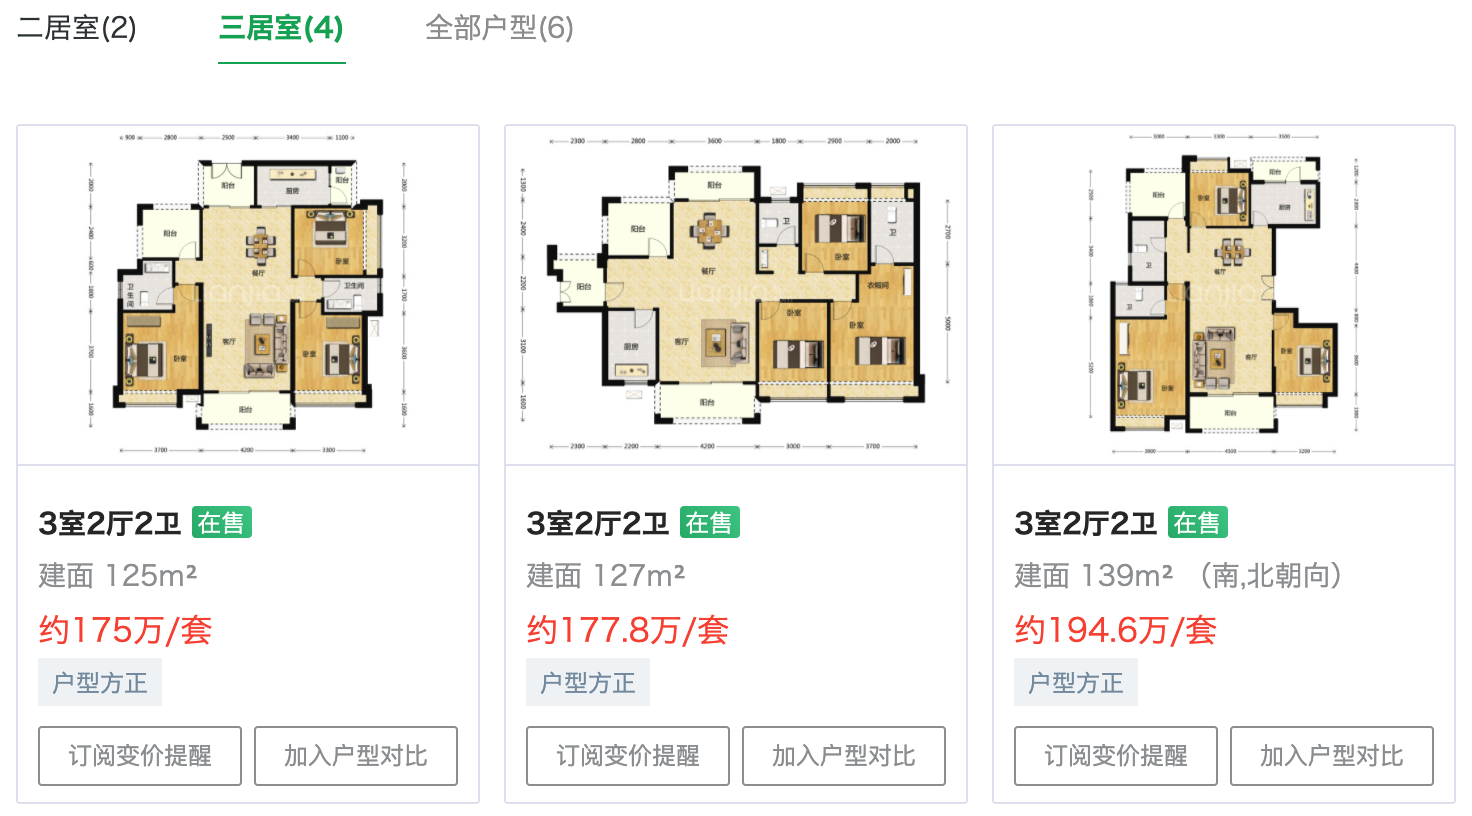 二居室(2)
三居室(4)
全部户型(6)
900 2800 2500 3400 1100
阳台
厨房
阳台
阳台
餐厅
卧室
卫生间
卫生间
卧室
客厅
卧室
阳台
3700 4200 3300
3室2厅2卫 在售
建面 125m²
约175万/套
户型方正
订阅变价提醒
加入户型对比
2300 2800 3600 1800 2900 2000
阳台
阳台
卫
卫
餐厅
卧室
阳台
衣帽间
卧室
卧室
厨房
客厅
阳台
2300 2200 4200 3000 3700
3室2厅2卫 在售
建面 127m²
约177.8万/套
户型方正
订阅变价提醒
加入户型对比
阳台
阳台
卧室
厨房
卫
餐厅
卫
客厅
卧室
卧室
阳台
3室2厅2卫 在售
建面 139m² （南,北朝向）
约194.6万/套
户型方正
订阅变价提醒
加入户型对比